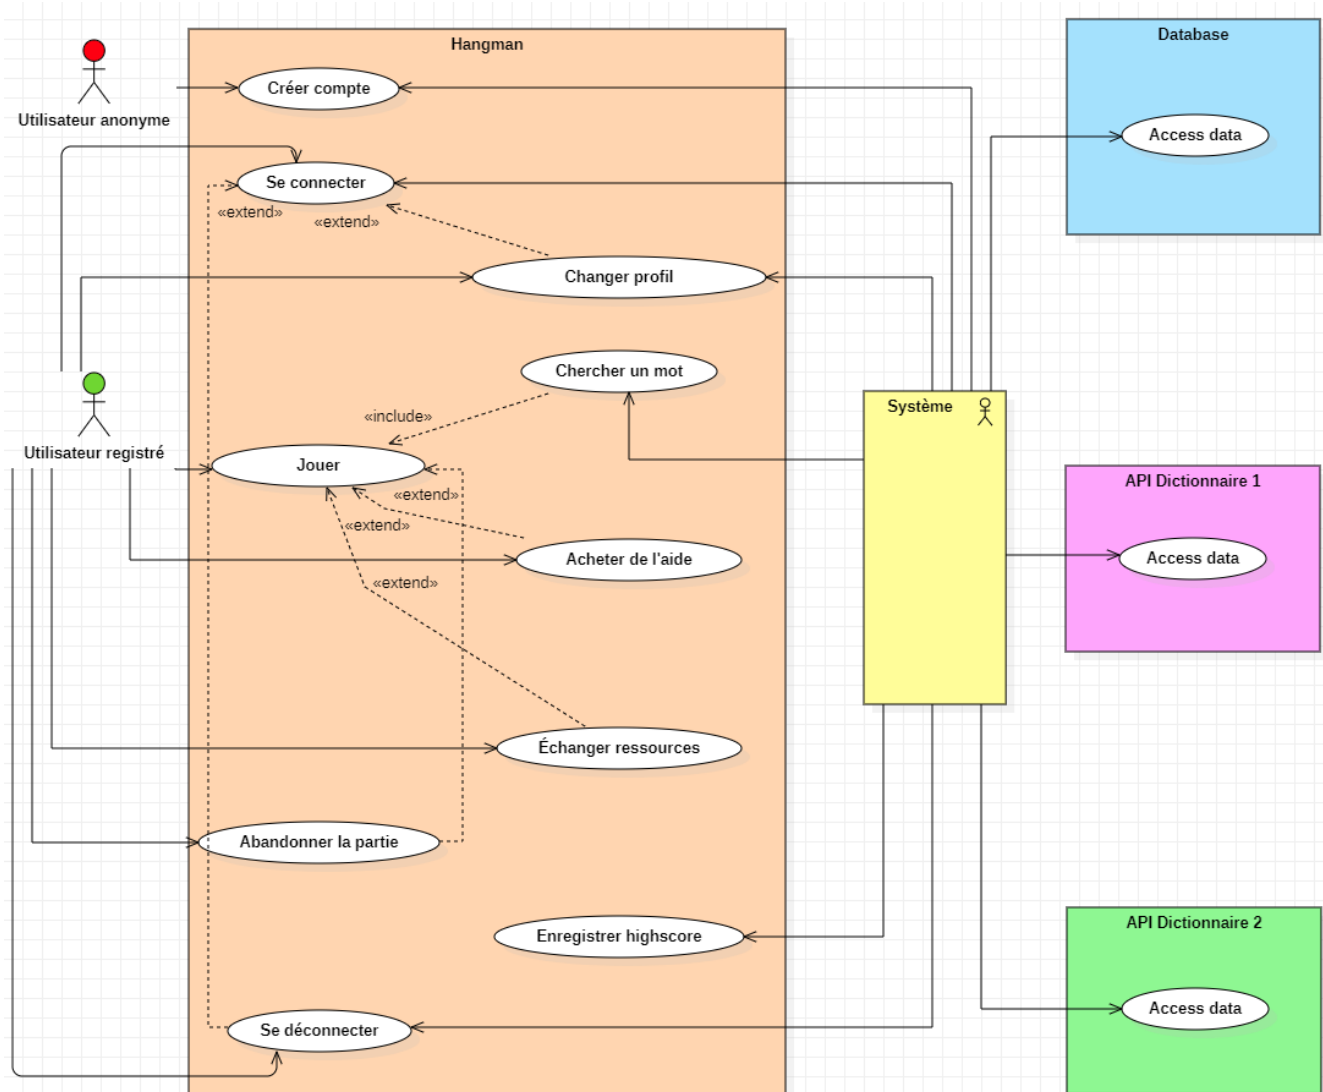 Hangman
Database
Créer compte
Utilisateur anonyme
Access data
Se connecter
«extend»
«extend»
Changer profil
Chercher un mot
Système
«include»
Utilisateur registré
Jouer
API Dictionnaire 1
«extend»
«extend»
Acheter de l'aide
Access data
«extend»
Échanger ressources
Abandonner la partie
Enregistrer highscore
API Dictionnaire 2
Access data
Se déconnecter